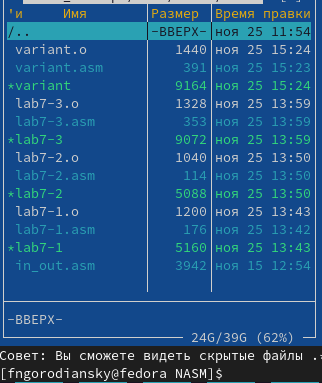 'и Имя Размер Время правки
/.. -ВВЕРХ- ноя 25 11:54
variant.o 1440 ноя 25 15:24
variant.asm 391 ноя 25 15:23
*variant 9164 ноя 25 15:24
lab7-3.o 1328 ноя 25 13:59
lab7-3.asm 353 ноя 25 13:59
*lab7-3 9072 ноя 25 13:59
lab7-2.o 1040 ноя 25 13:50
lab7-2.asm 114 ноя 25 13:50
*lab7-2 5088 ноя 25 13:50
lab7-1.o 1200 ноя 25 13:43
lab7-1.asm 176 ноя 25 13:42
*lab7-1 5160 ноя 25 13:43
in_out.asm 3942 ноя 15 12:54
-ВВЕРХ-
24G/39G (62%)
Совет: Вы сможете видеть скрытые файлы .*
[fngorodiansky@fedora NASM]$